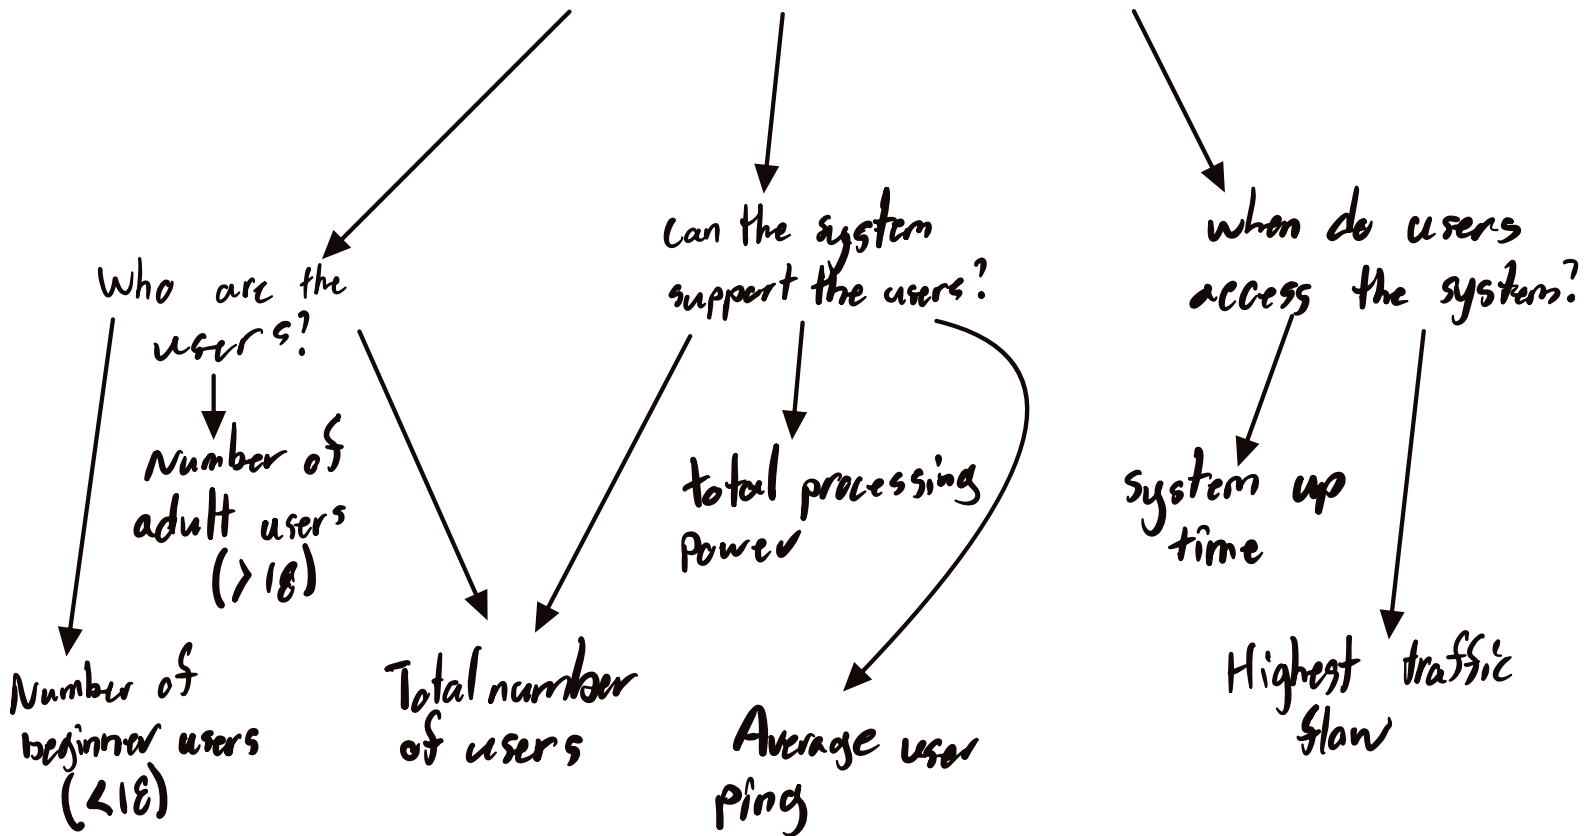 Who are the
users?
Can the system
support the users?
when do users
access the system?
Number of
adult users
(>18)
total processing
power
system up
time
Number of
beginner users
(<18)
Total number
of users
Average user
ping
Highest traffic
flow